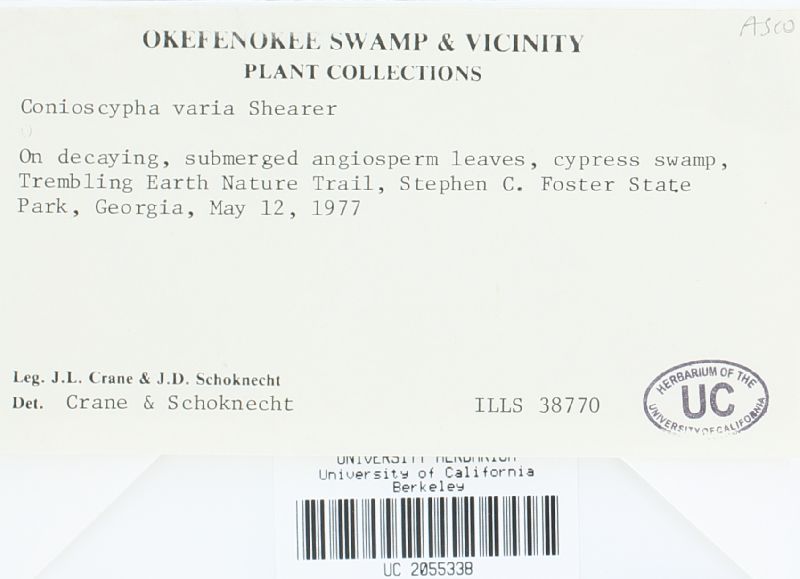 ASCO
OKEFENOKEE SWAMP & VICINITY
PLANT COLLECTIONS
Conioscypha varia Shearer
On decaying, submerged angiosperm leaves, cypress swamp,
Trembling Earth Nature Trail, Stephen C. Foster State
Park, Georgia, May 12, 1977
Leg. J.L. Crane & J.D. Schoknecht
Det. Crane & Schoknecht
ILLS 38770
HERBARIUM OF THE
UC
UNIVERSITY OF CALIFORNIA
UNIVERSITY HERBARIUM
University of California
Berkeley
UC 2055338